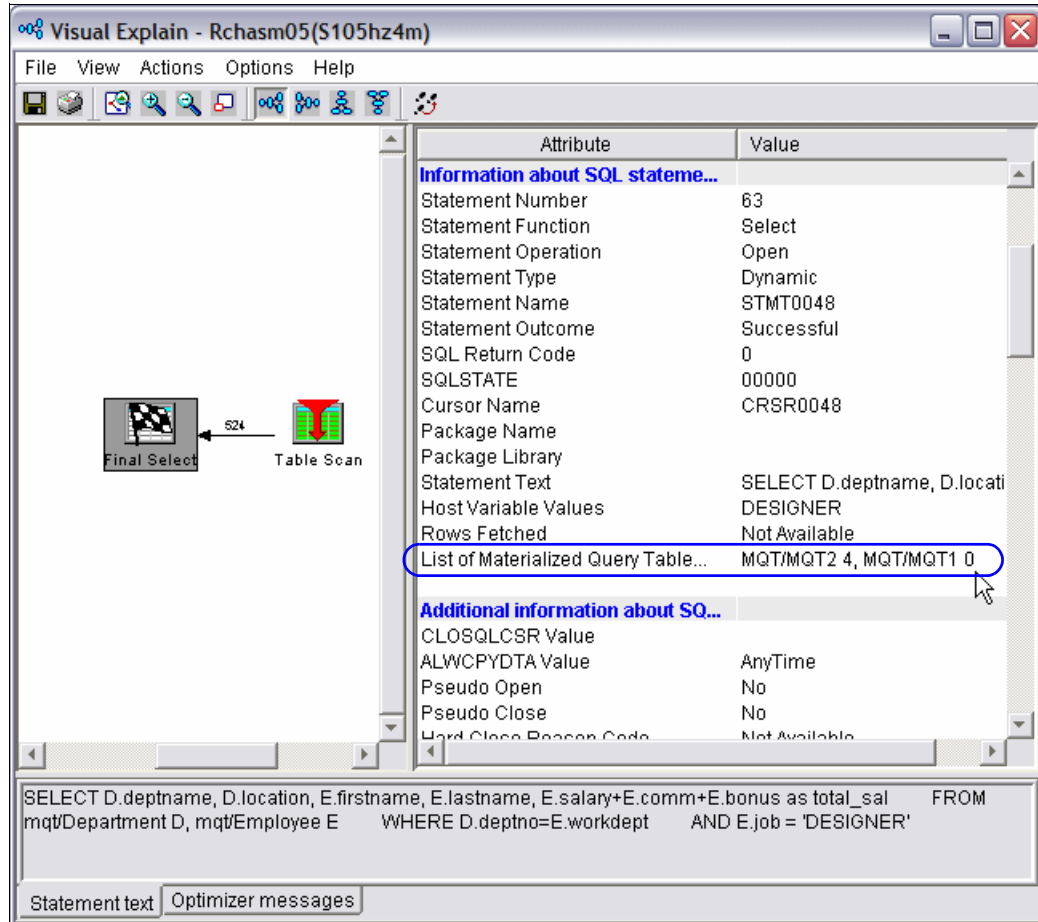 Visual Explain - Rchasm05(S105hz4m)
File View Actions Options Help
Attribute Value
Information about SQL stateme...
Statement Number 63
Statement Function Select
Statement Operation Open
Statement Type Dynamic
Statement Name STMT0048
Statement Outcome Successful
SQL Return Code 0
SQLSTATE 00000
Cursor Name CRSR0048
Package Name
Package Library
Statement Text SELECT D.deptname, D.locati
Host Variable Values DESIGNER
Rows Fetched Not Available
List of Materialized Query Table... MQT/MQT2 4, MQT/MQT1 0
Additional information about SQ...
CLOSQLCSR Value
ALWCPYDTA Value AnyTime
Pseudo Open No
Pseudo Close No
Hard Close Reason Code Not Available
524
Final Select
Table Scan
SELECT D.deptname, D.location, E.firstname, E.lastname, E.salary+E.comm+E.bonus as total_sal FROM
mqt/Department D, mqt/Employee E WHERE D.deptno=E.workdept AND E.job = 'DESIGNER'
Statement text Optimizer messages